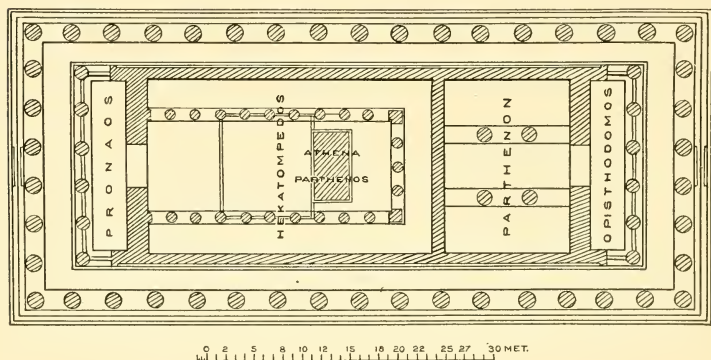 PRONAOS
HEKATOMPEDOS
ATHENA
PARTHENOS
PARTHENON
OPISTHODOMOS
0 2 5 8 10 12 15 18 20 22 25 27 30 MET.